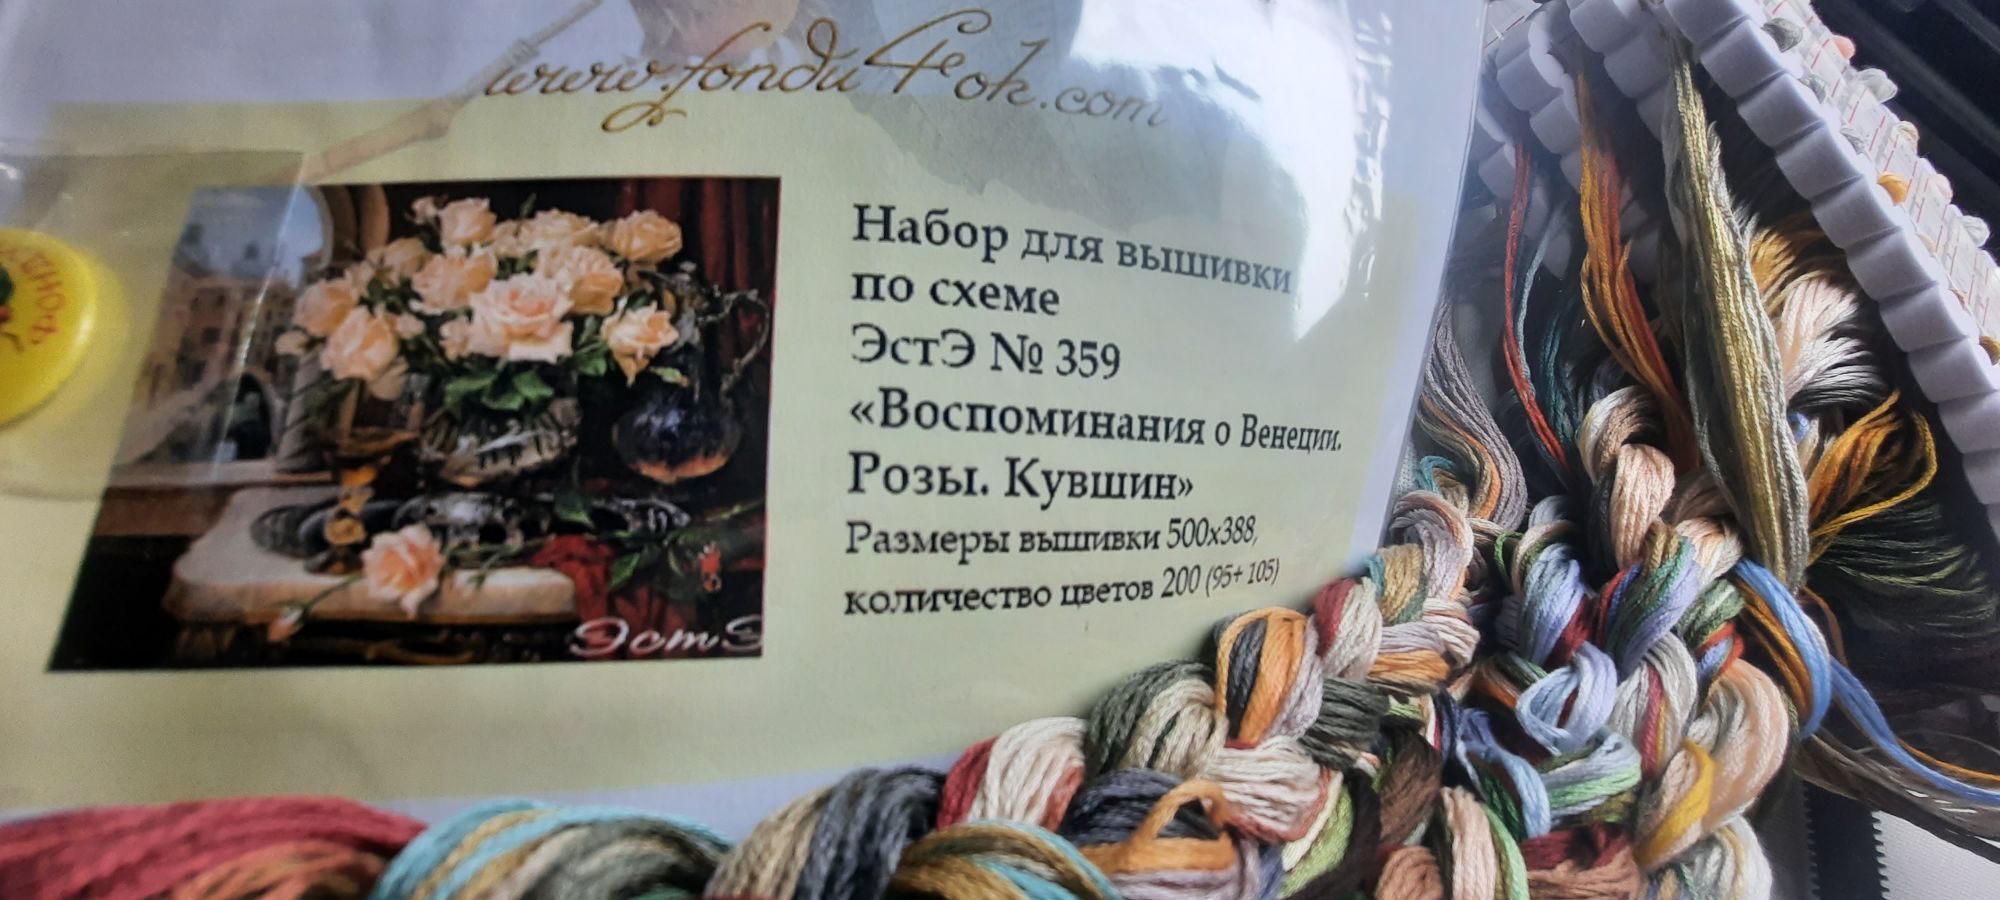 www.fondu4ok.com
Набор для вышивки
по схеме
ЭстЭ № 359
«Воспоминания о Венеции.
Розы. Кувшин»
Размеры вышивки 500х388,
количество цветов 200 (95+ 105)
ЭстЭ